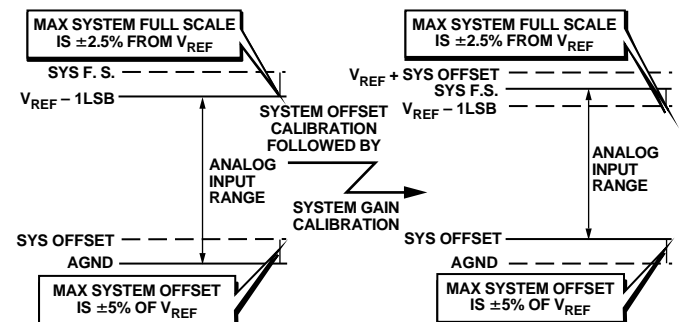 MAX SYSTEM FULL SCALE
IS ±2.5% FROM VREF
SYS F. S.
VREF – 1LSB
ANALOG
INPUT
RANGE
SYS OFFSET
AGND
MAX SYSTEM OFFSET
IS ±5% OF VREF
SYSTEM OFFSET
CALIBRATION
FOLLOWED BY
SYSTEM GAIN
CALIBRATION
MAX SYSTEM FULL SCALE
IS ±2.5% FROM VREF
VREF + SYS OFFSET
SYS F.S.
VREF – 1LSB
ANALOG
INPUT
RANGE
SYS OFFSET
AGND
MAX SYSTEM OFFSET
IS ±5% OF VREF